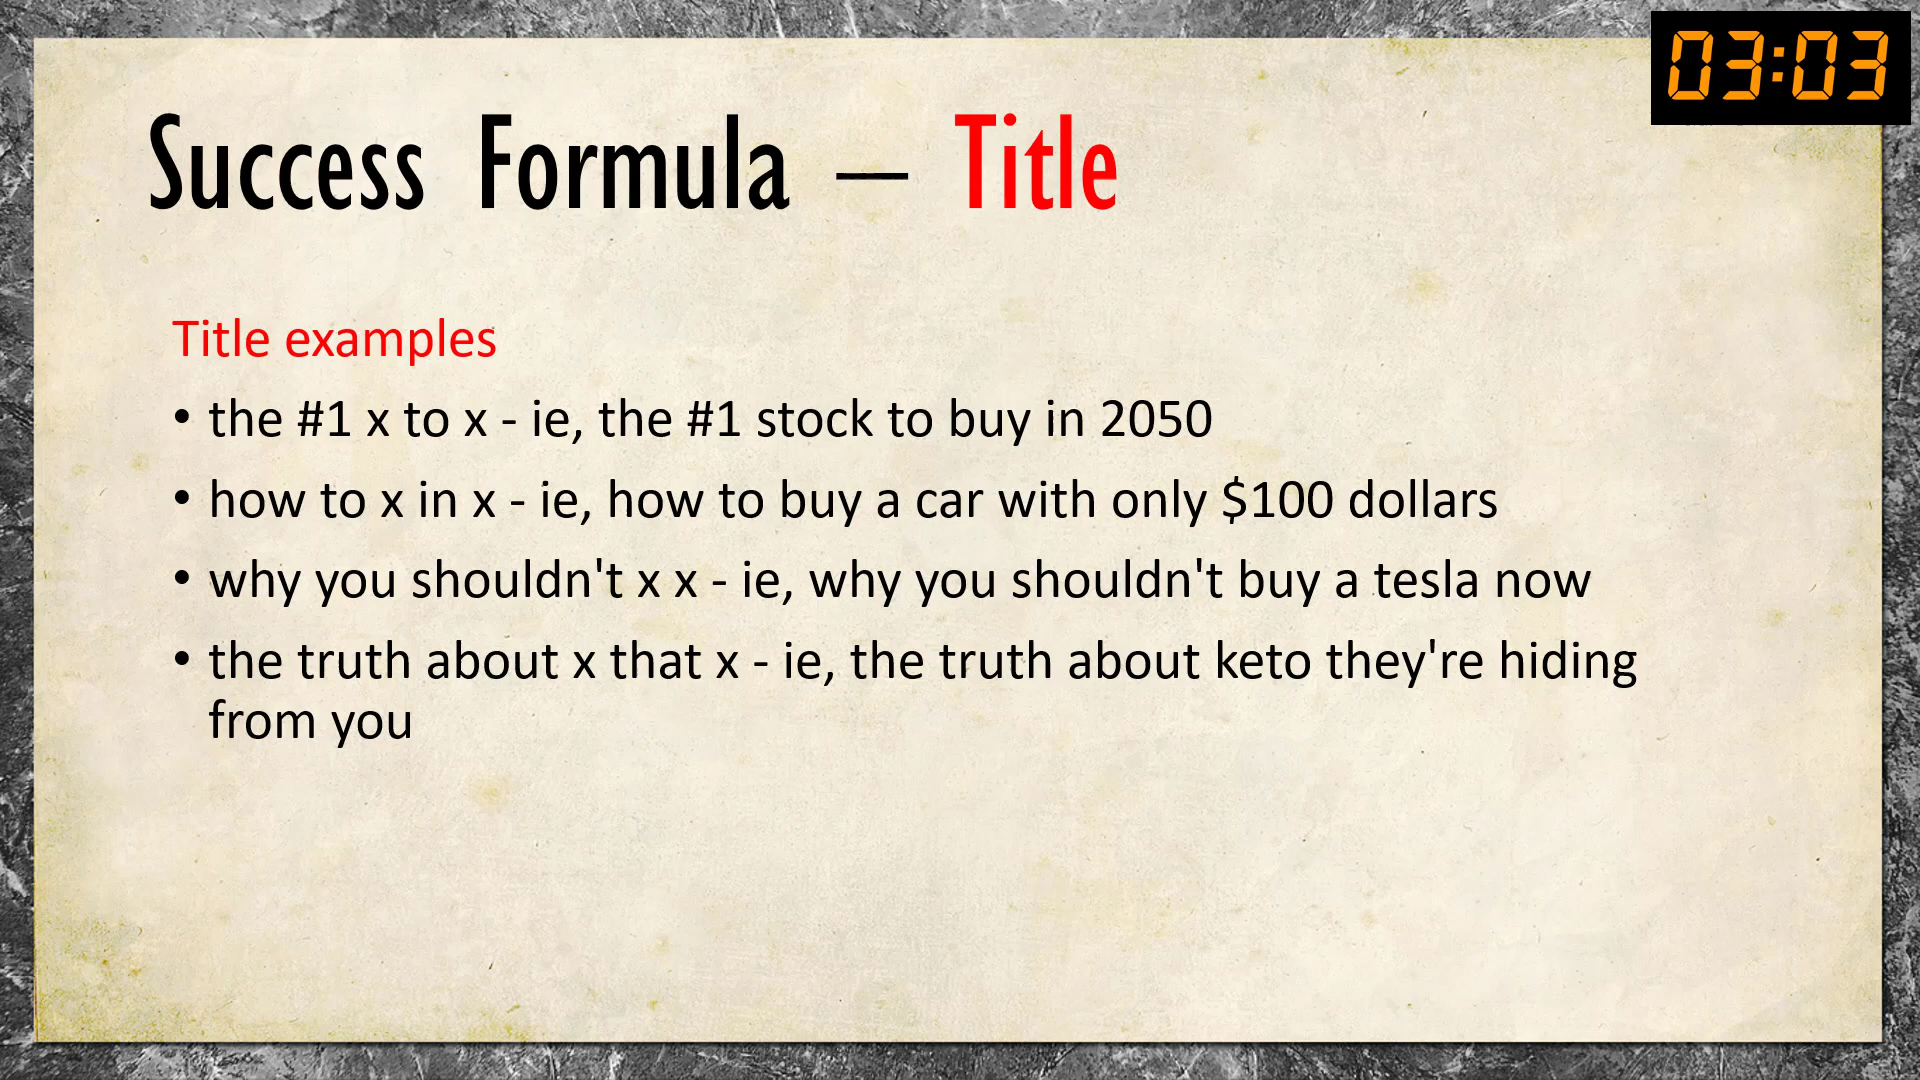 03:03
Success Formula – Title
Title examples
• the #1 x to x - ie, the #1 stock to buy in 2050
• how to x in x - ie, how to buy a car with only $100 dollars
• why you shouldn't x x - ie, why you shouldn't buy a tesla now
• the truth about x that x - ie, the truth about keto they're hiding
from you